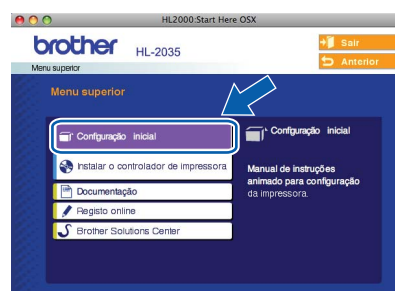 HL2000:Start Here OSX
brother HL-2035
Sair
Anterior
Menu superior
Menu superior
Configuração inicial
Instalar o controlador de impressora
Documentação
Registo online
Brother Solutions Center
Configuração inicial
Manual de instruções
animado para configuração
da impressora.